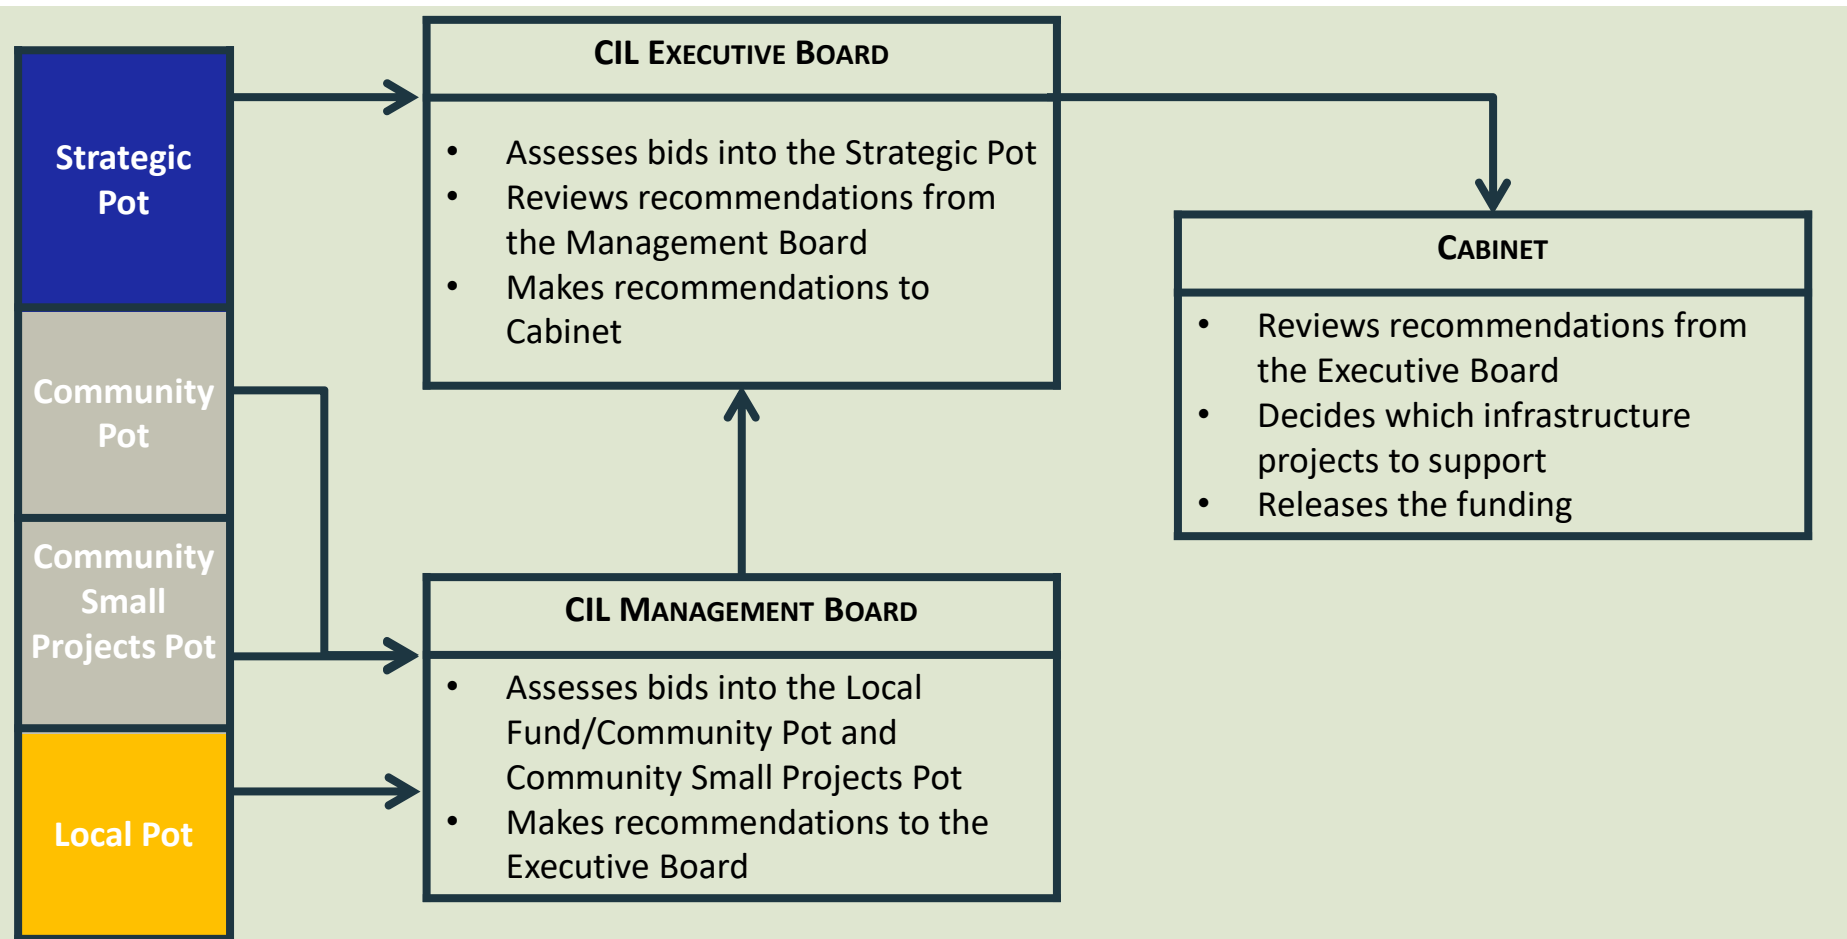 Strategic
Pot
Community
Pot
Community
Small
Projects Pot
Local Pot
CIL EXECUTIVE BOARD
• Assesses bids into the Strategic Pot
• Reviews recommendations from
the Management Board
• Makes recommendations to
Cabinet
CIL MANAGEMENT BOARD
• Assesses bids into the Local
Fund/Community Pot and
Community Small Projects Pot
• Makes recommendations to the
Executive Board
CABINET
• Reviews recommendations from
the Executive Board
• Decides which infrastructure
projects to support
• Releases the funding